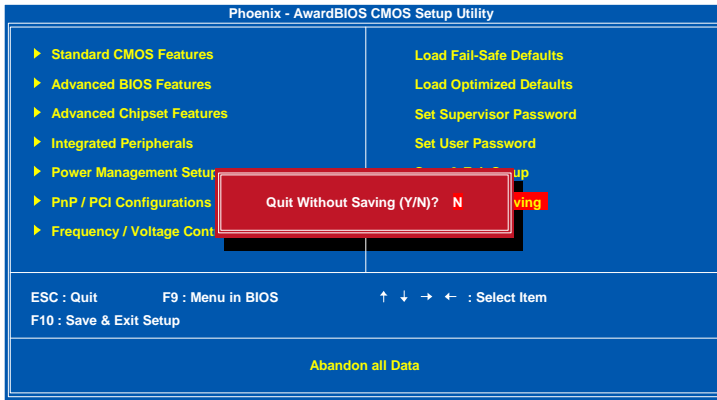 Phoenix - AwardBIOS CMOS Setup Utility
Standard CMOS Features
Advanced BIOS Features
Advanced Chipset Features
Integrated Peripherals
Power Management Setup
PnP / PCI Configurations
Frequency / Voltage Cont
Load Fail-Safe Defaults
Load Optimized Defaults
Set Supervisor Password
Set User Password
up
ving
Quit Without Saving (Y/N)? N
ESC : Quit F9 : Menu in BIOS ↑ ↓ → ← : Select Item
F10 : Save & Exit Setup
Abandon all Data